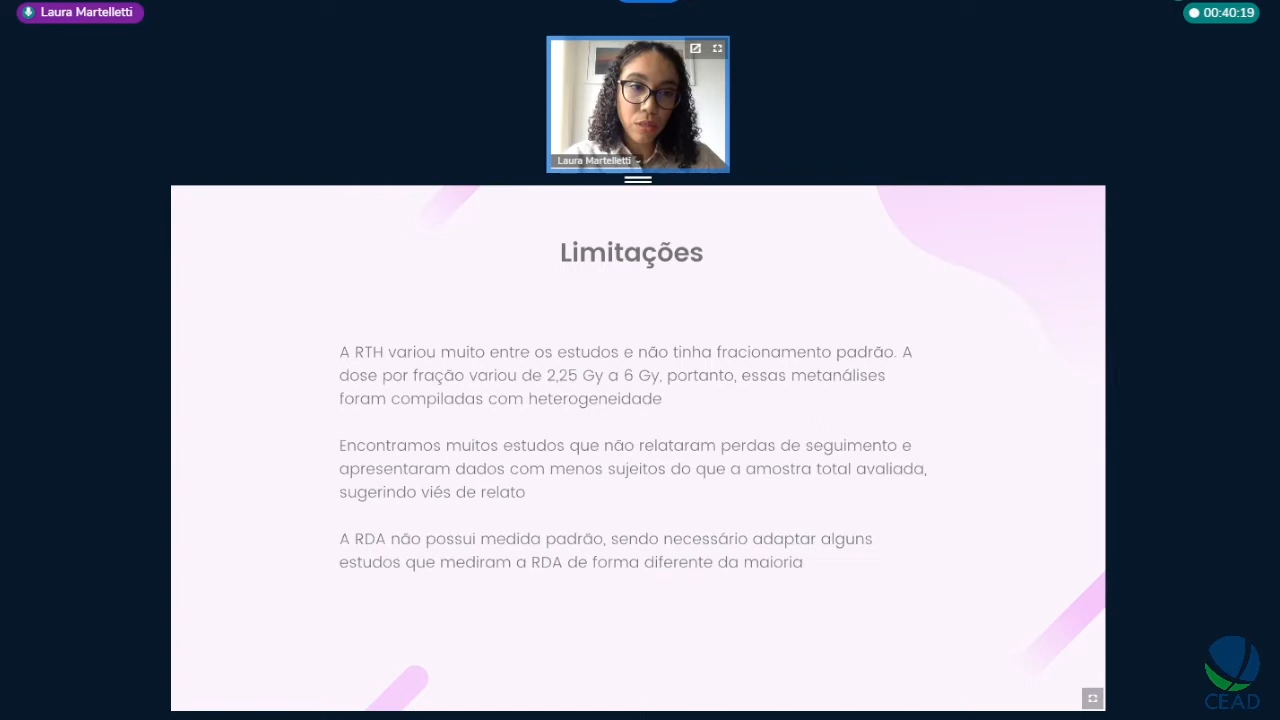 Laura Martelletti
00:40:19
Laura Martelletti
Limitações
A RTH variou muito entre os estudos e não tinha fracionamento padrão. A
dose por fração variou de 2,25 Gy a 6 Gy, portanto, essas metanálises
foram compiladas com heterogeneidade
Encontramos muitos estudos que não relataram perdas de seguimento e
apresentaram dados com menos sujeitos do que a amostra total avaliada,
sugerindo viés de relato
A RDA não possui medida padrão, sendo necessário adaptar alguns
estudos que mediram a RDA de forma diferente da maioria
CEAD